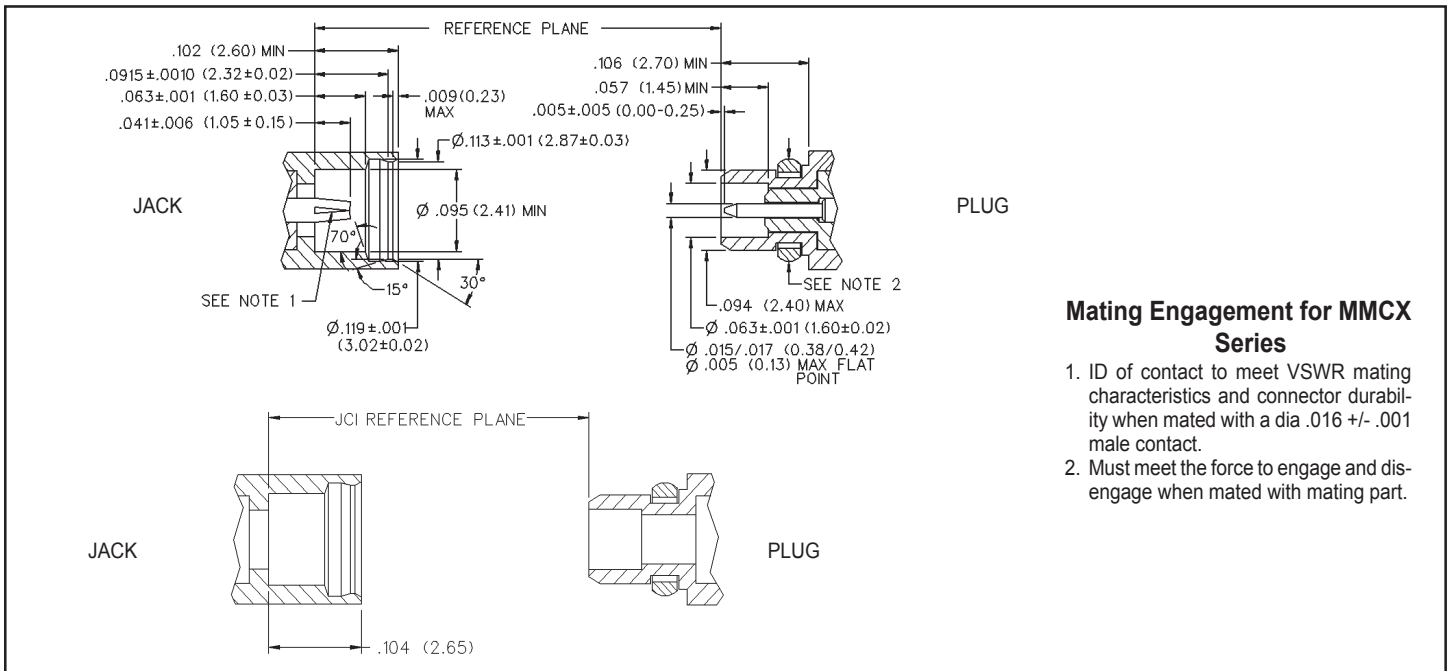 REFERENCE PLANE
.102 (2.60) MIN
.0915±.0010 (2.32±0.02)
.063±.001 (1.60±0.03)
.041±.006 (1.05±0.15)
.009(0.23)
MAX
Ø.113±.001 (2.87±0.03)
.106 (2.70) MIN
.057 (1.45)MIN
.005±.005 (0.00-0.25)
JACK
Ø .095 (2.41) MIN
70°
SEE NOTE 1
15°
30°
Ø.119±.001
(3.02±0.02)
PLUG
SEE NOTE 2
.094 (2.40) MAX
Ø .063±.001 (1.60±0.02)
Ø .015/.017 (0.38/0.42)
Ø .005 (0.13) MAX FLAT
POINT
Mating Engagement for MMCX
Series
1. ID of contact to meet VSWR mating
characteristics and connector durabil-
ity when mated with a dia .016 +/- .001
male contact.
2. Must meet the force to engage and dis-
engage when mated with mating part.
JCI REFERENCE PLANE
JACK
PLUG
.104 (2.65)